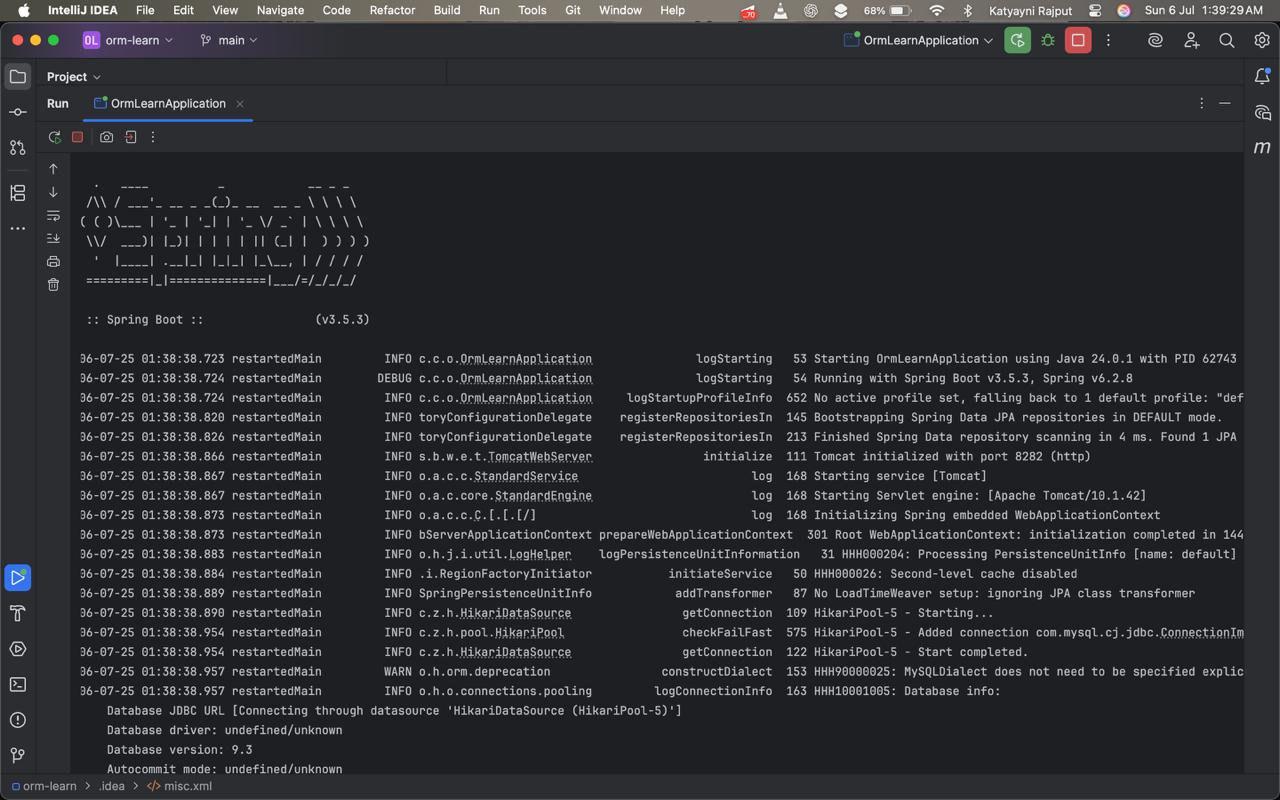 IntelliJ IDEA File Edit View Navigate Code Refactor Build Run Tools Git Window Help -70 68% Katyayni Rajput Sun 6 Jul 1:39:29 AM
OL orm-learn main OrmLearnApplication
Project
Run OrmLearnApplication
  .   ____          _            __ _ _
 /\\ / ___'_ __ _ _(_)_ __  __ _ \ \ \ \
( ( )\___ | '_ | '_| | '_ \/ _` | \ \ \ \
 \\/  ___)| |_)| | | | | || (_| |  ) ) ) )
  '  |____| .__|_| |_|_| |_\__, | / / / /
 =========|_|==============|___/=/_/_/_/
:: Spring Boot :: (v3.5.3)
06-07-25 01:38:38.723 restartedMain INFO c.c.o.OrmLearnApplication logStarting 53 Starting OrmLearnApplication using Java 24.0.1 with PID 62743
06-07-25 01:38:38.724 restartedMain DEBUG c.c.o.OrmLearnApplication logStarting 54 Running with Spring Boot v3.5.3, Spring v6.2.8
06-07-25 01:38:38.724 restartedMain INFO c.c.o.OrmLearnApplication logStartupProfileInfo 652 No active profile set, falling back to 1 default profile: "def
06-07-25 01:38:38.820 restartedMain INFO toryConfigurationDelegate registerRepositoriesIn 145 Bootstrapping Spring Data JPA repositories in DEFAULT mode.
06-07-25 01:38:38.826 restartedMain INFO toryConfigurationDelegate registerRepositoriesIn 213 Finished Spring Data repository scanning in 4 ms. Found 1 JPA
06-07-25 01:38:38.866 restartedMain INFO s.b.w.e.t.TomcatWebServer initialize 111 Tomcat initialized with port 8282 (http)
06-07-25 01:38:38.867 restartedMain INFO o.a.c.c.StandardService log 168 Starting service [Tomcat]
06-07-25 01:38:38.867 restartedMain INFO o.a.c.core.StandardEngine log 168 Starting Servlet engine: [Apache Tomcat/10.1.42]
06-07-25 01:38:38.873 restartedMain INFO o.a.c.c.C.[.[.[/] log 168 Initializing Spring embedded WebApplicationContext
06-07-25 01:38:38.873 restartedMain INFO bServerApplicationContext prepareWebApplicationContext 301 Root WebApplicationContext: initialization completed in 144
06-07-25 01:38:38.883 restartedMain INFO o.h.j.i.util.LogHelper logPersistenceUnitInformation 31 HHH000204: Processing PersistenceUnitInfo [name: default]
06-07-25 01:38:38.884 restartedMain INFO .i.RegionFactoryInitiator initiateService 50 HHH000026: Second-level cache disabled
06-07-25 01:38:38.889 restartedMain INFO SpringPersistenceUnitInfo addTransformer 87 No LoadTimeWeaver setup: ignoring JPA class transformer
06-07-25 01:38:38.890 restartedMain INFO c.z.h.HikariDataSource getConnection 109 HikariPool-5 - Starting...
06-07-25 01:38:38.954 restartedMain INFO c.z.h.pool.HikariPool checkFailFast 575 HikariPool-5 - Added connection com.mysql.cj.jdbc.ConnectionIm
06-07-25 01:38:38.954 restartedMain INFO c.z.h.HikariDataSource getConnection 122 HikariPool-5 - Start completed.
06-07-25 01:38:38.957 restartedMain WARN o.h.orm.deprecation constructDialect 153 HHH90000025: MySQLDialect does not need to be specified explic
06-07-25 01:38:38.957 restartedMain INFO o.h.o.connections.pooling logConnectionInfo 163 HHH10001005: Database info:
Database JDBC URL [Connecting through datasource 'HikariDataSource (HikariPool-5)']
Database driver: undefined/unknown
Database version: 9.3
Autocommit mode: undefined/unknown
orm-learn > .idea > misc.xml